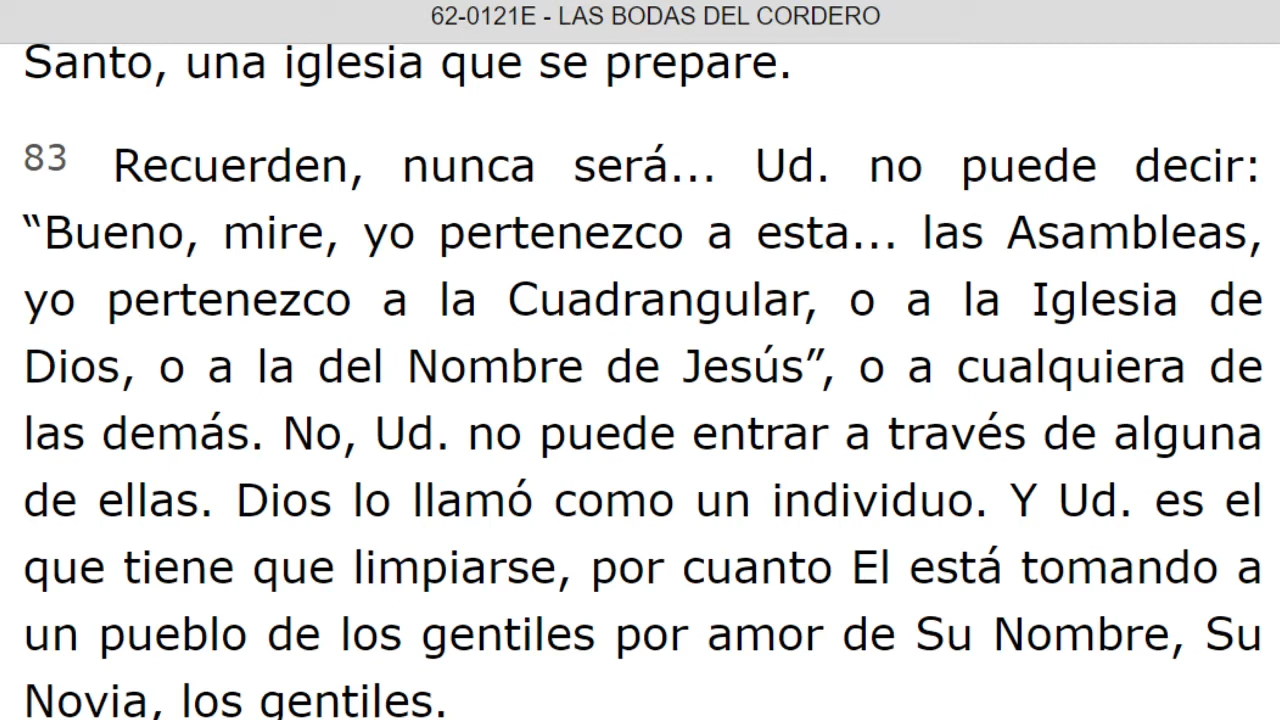 62-0121E - LAS BODAS DEL CORDERO
Santo, una iglesia que se prepare.
83 Recuerden, nunca será... Ud. no puede decir:
“Bueno, mire, yo pertenezco a esta... las Asambleas,
yo pertenezco a la Cuadrangular, o a la Iglesia de
Dios, o a la del Nombre de Jesús”, o a cualquiera de
las demás. No, Ud. no puede entrar a través de alguna
de ellas. Dios lo llamó como un individuo. Y Ud. es el
que tiene que limpiarse, por cuanto El está tomando a
un pueblo de los gentiles por amor de Su Nombre, Su
Novia, los gentiles.